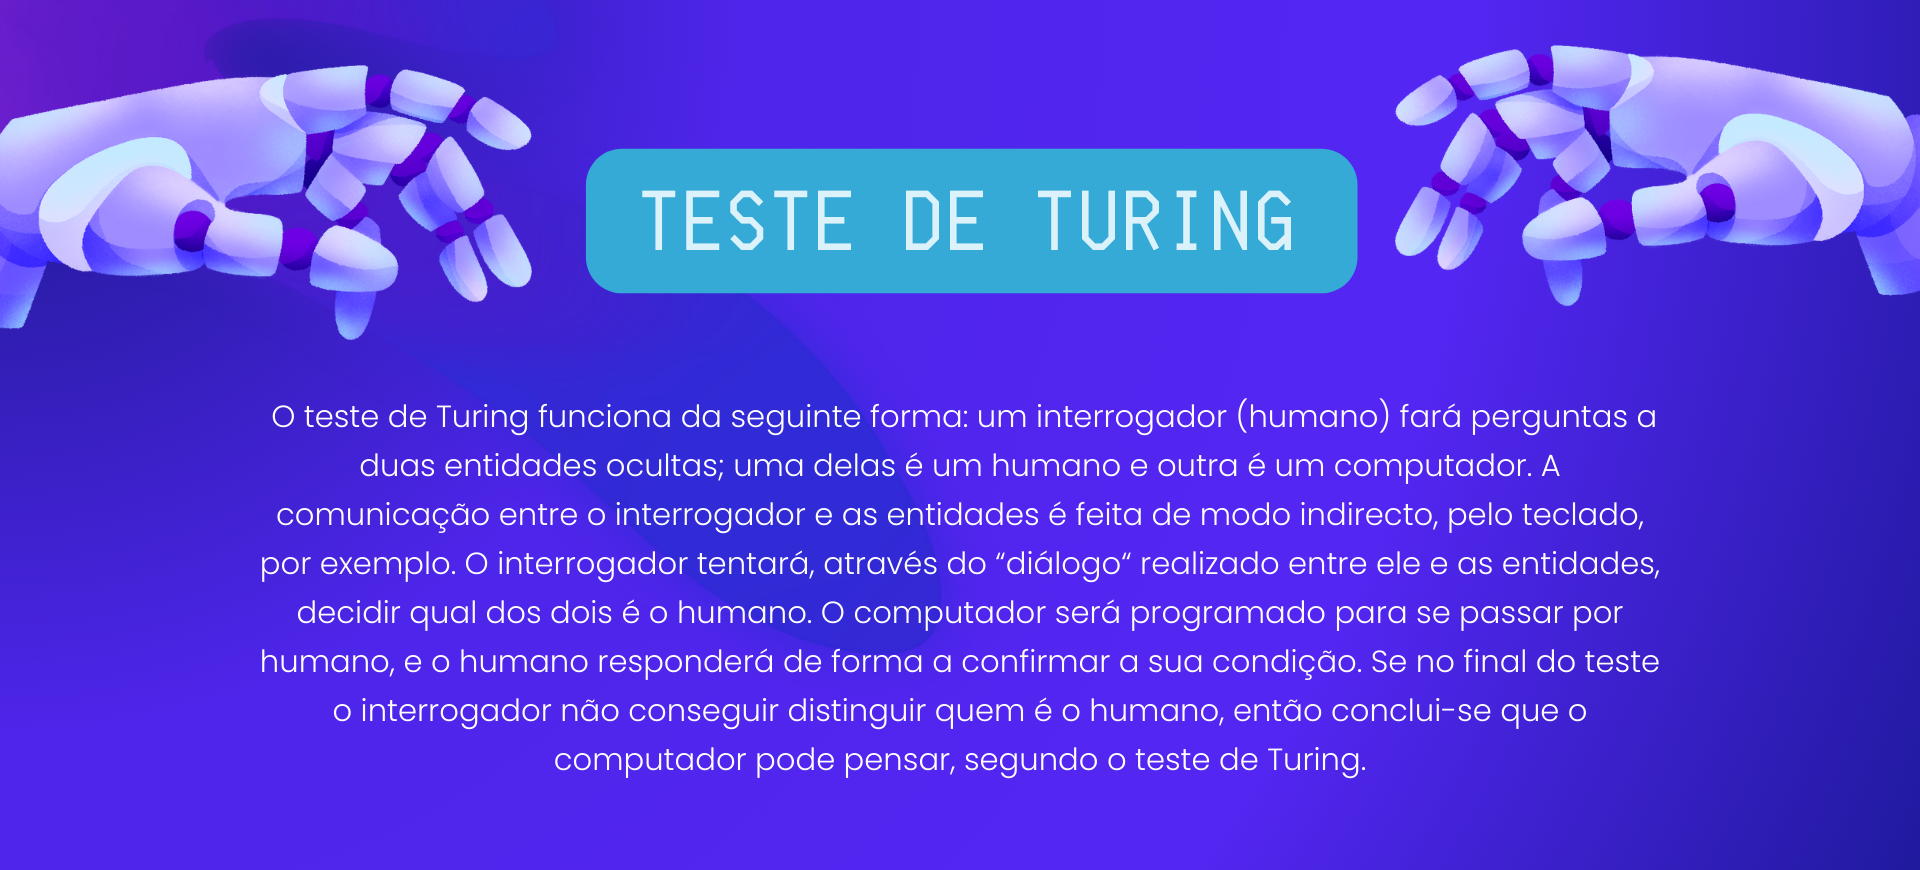 TESTE DE TURING
O teste de Turing funciona da seguinte forma: um interrogador (humano) fará perguntas a
duas entidades ocultas; uma delas é um humano e outra é um computador. A
comunicação entre o interrogador e as entidades é feita de modo indirecto, pelo teclado,
por exemplo. O interrogador tentará, através do “diálogo“ realizado entre ele e as entidades,
decidir qual dos dois é o humano. O computador será programado para se passar por
humano, e o humano responderá de forma a confirmar a sua condição. Se no final do teste
o interrogador não conseguir distinguir quem é o humano, então conclui-se que o
computador pode pensar, segundo o teste de Turing.